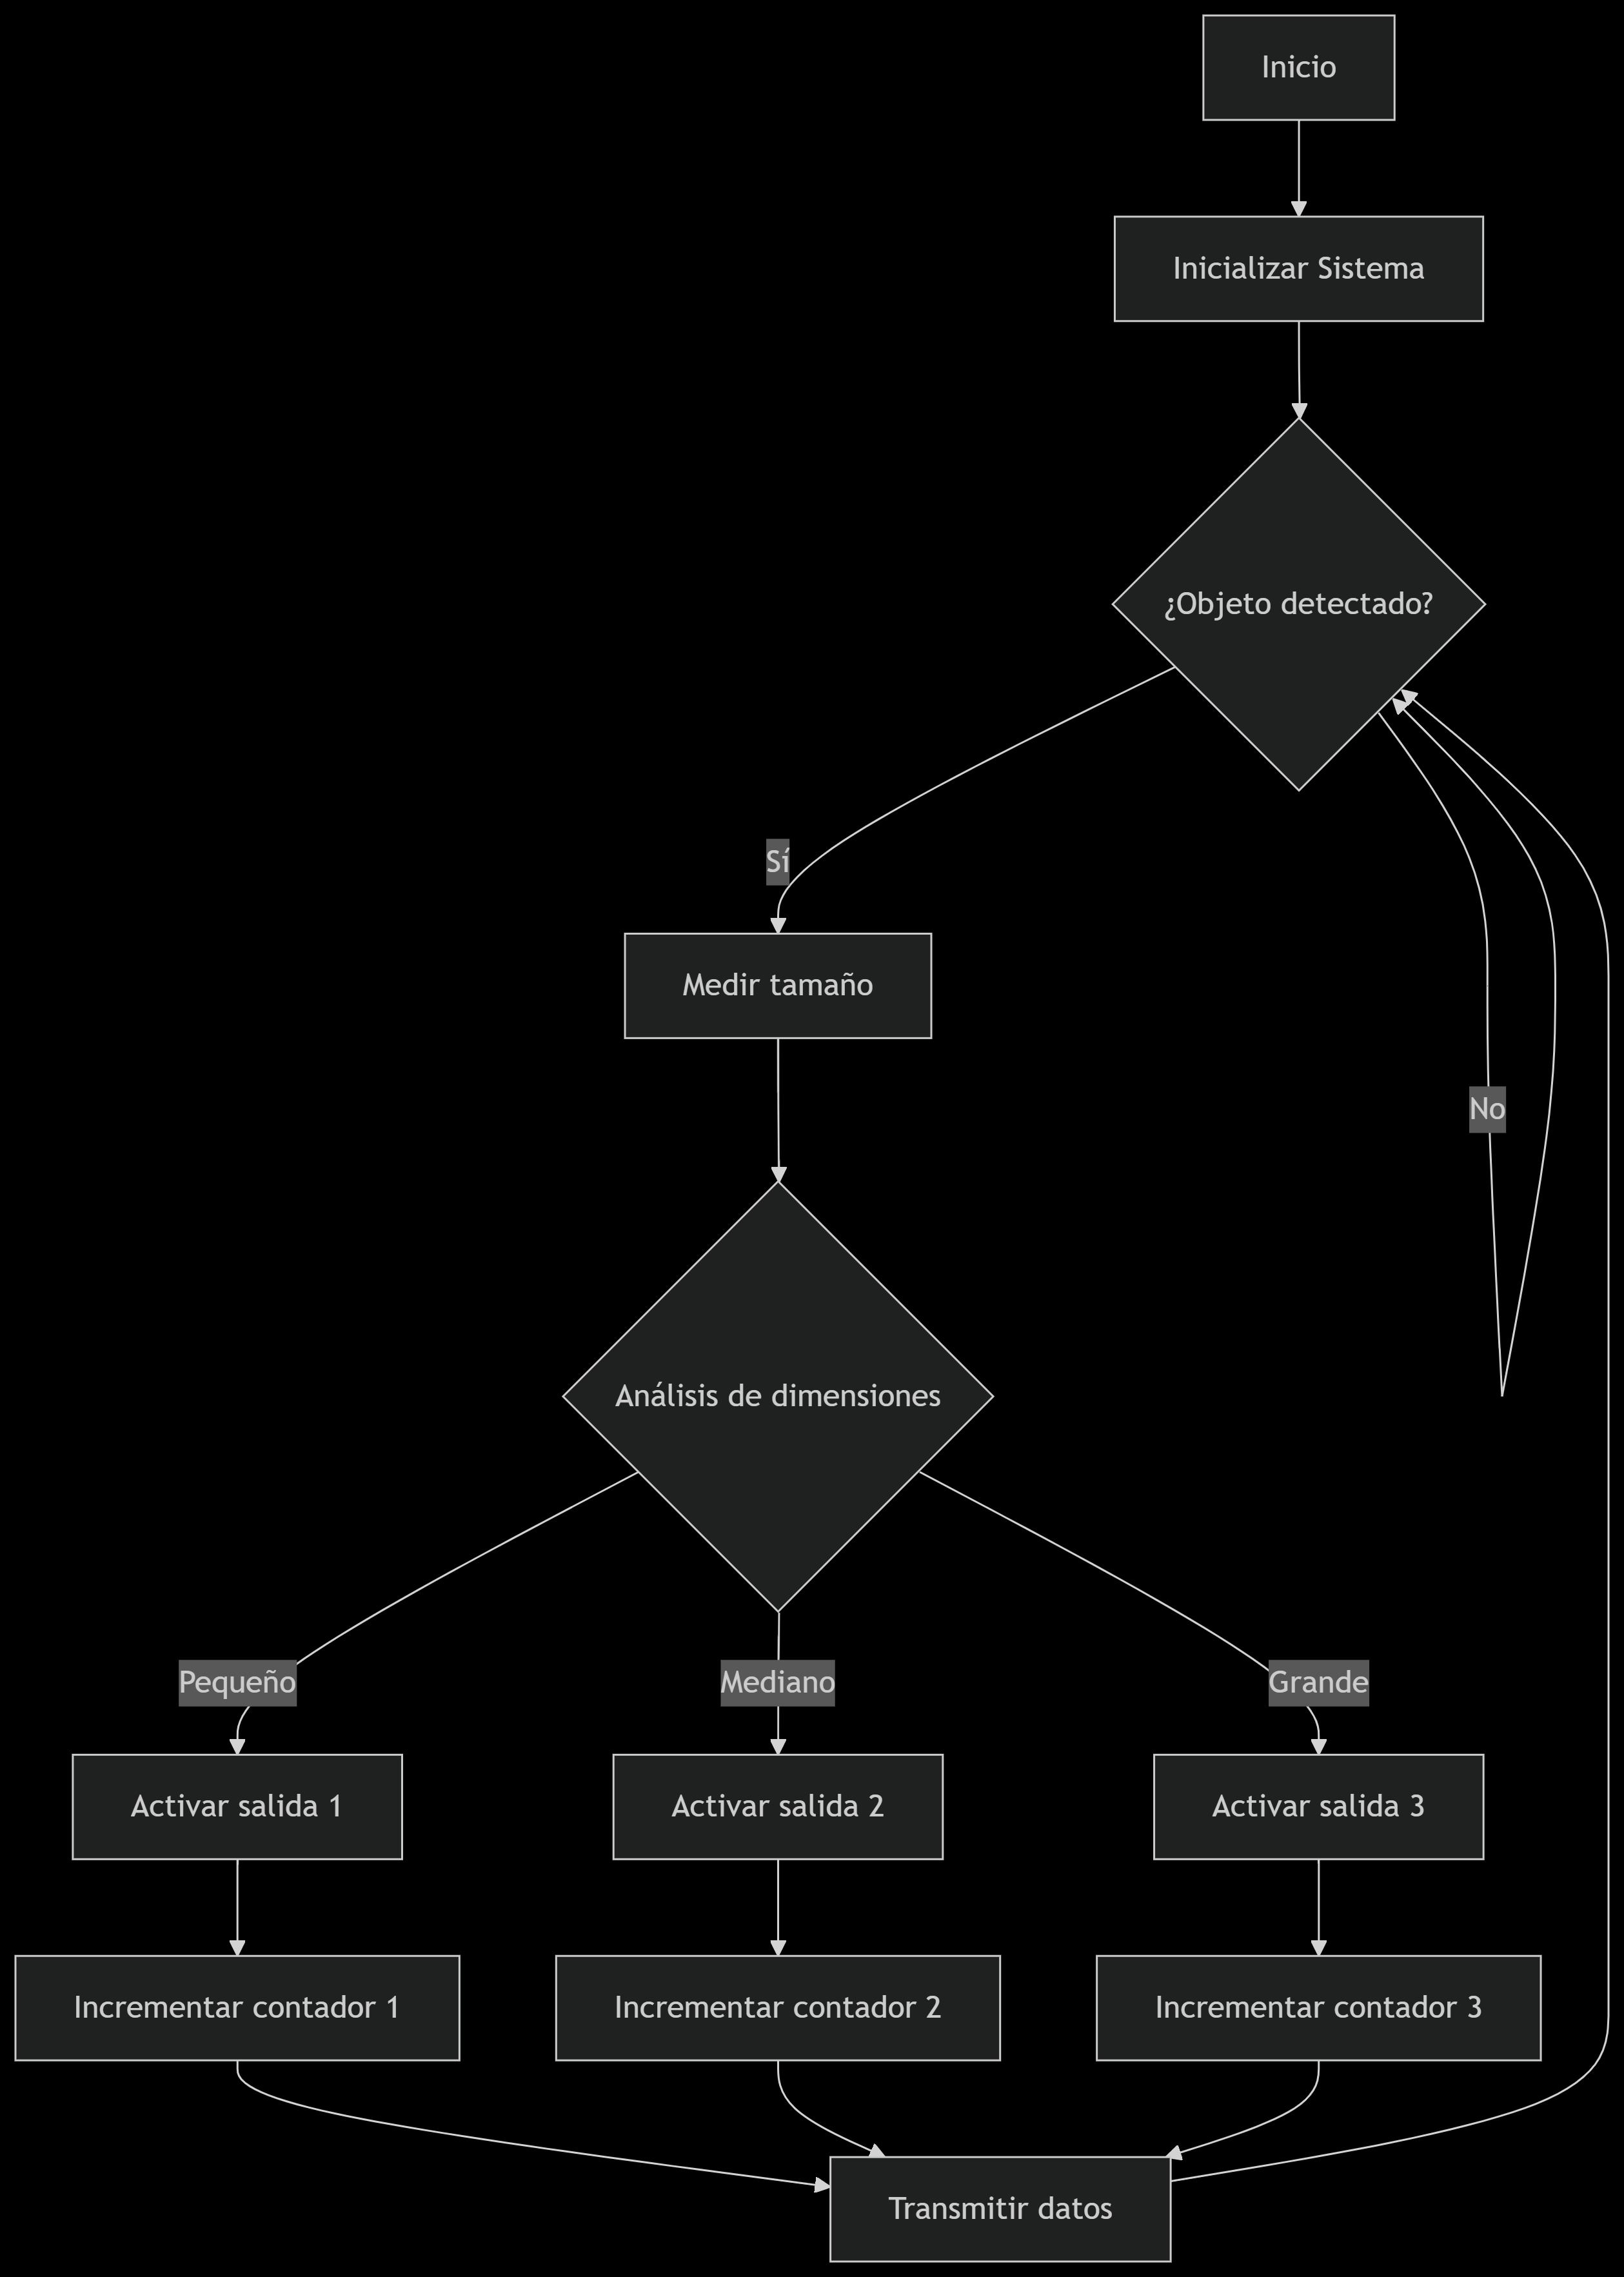 Inicio
Inicializar Sistema
¿Objeto detectado?
Sí
Medir tamaño
No
Análisis de dimensiones
Pequeño
Mediano
Grande
Activar salida 1
Activar salida 2
Activar salida 3
Incrementar contador 1
Incrementar contador 2
Incrementar contador 3
Transmitir datos